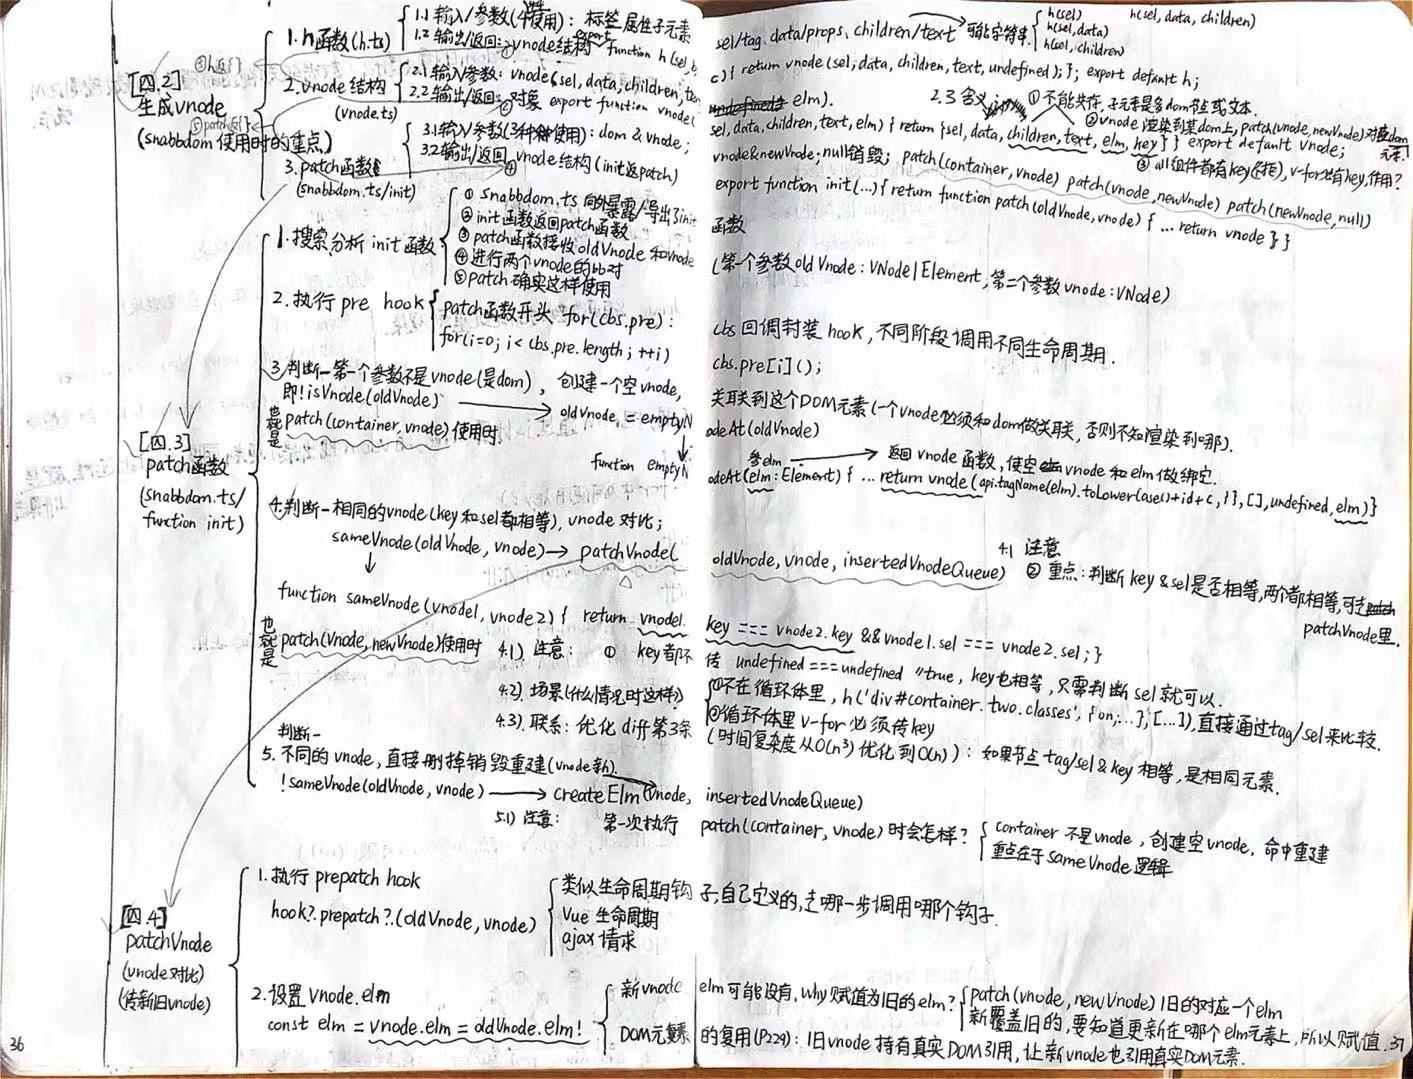 [四.2]
生成vnode
(snabbdom 使用时的重点)
③h返{}
⑤patch返{}
1. h函数(h.ts)
1.1 输入/参数(4种使用): 标签 属性 子元素
1.2 输出/返回: ① vnode结构 export function h(sel, b,
sel/tag, data/props, children/text → 可能字符串
h(sel)
h(sel, data)
h(sel, children)
h(sel, data, children)
c) { return vnode(sel, data, children, text, undefined); }; export default h;
2. vnode 结构
(vnode.ts)
2.1 输入/参数: vnode(sel, data, children, text,
elm).
2.2 输出/返回: ② 对象 export function vnode(
sel, data, children, text, elm) { return {sel, data, children, text, elm, key} } export default vnode;
2.3 含义
① 不能共存, 子元素是多dom节点或文本.
② vnode 渲染到某dom上, patch(vnode, newVnode) 对应dom元素.
③ all组件都有key(不传), v-for也有key, 作用?
3. patch函数
(snabbdom.ts/init)
3.1 输入/参数(3种使用): dom & vnode;
vnode&newVnode; null销毁; patch(container, vnode) patch(vnode, newVnode) patch(newVnode, null)
3.2 输出/返回 ④ vnode结构(init返patch)
export function init(...) { return function patch(oldVnode, vnode) { ... return vnode } }
[四.3]
patch函数
(snabbdom.ts/
function init)
1. 搜索,分析 init 函数
① snabbdom.ts 向外暴露/导出了init
函数
② init 函数返回patch函数
③ patch函数接收 oldVnode 和vnode
(第一个参数oldVnode: VNode | Element, 第二个参数vnode: VNode)
④ 进行两个vnode的对比
⑤ patch 确实这样使用
2. 执行 pre hook
patch函数开头 for(cbs.pre):
cbs 回调封装 hook, 不同阶段调用不同生命周期.
for(i=0; i< cbs.pre.length; ++i)
cbs.pre[i]();
3. 判断一第一个参数不是vnode(是dom), 创建一个空vnode,
关联到这个DOM元素(一个vnode必须和dom做关联, 否则不知渲染到哪).
即!isVnode(oldVnode) → oldVnode = emptyN
odeAt(oldVnode)
也就是 patch(container, vnode) 使用时.
参elm → 返回 vnode 函数, 使空vnode 和 elm 做绑定.
function emptyN
odeAt(elm: Element) { ... return vnode(api.tagName(elm).toLowerCase()+id+c, {}, [], undefined, elm) }
4. 判断一相同的vnode(key 和 sel 都相等), vnode 对比;
sameVnode(oldVnode, vnode) → patchVnode(
oldVnode, vnode, insertedVnodeQueue)
4.1 注意
② 重点: 判断 key & sel是否相等, 两个都相等, 可走
patchVnode里.
function sameVnode(vnode1, vnode2) { return vnode1.
key === vnode2.key && vnode1.sel === vnode2.sel; }
也就是 patch(vnode, newVnode)使用时
4.1) 注意: ① key都不
传 undefined === undefined //true, key也相等, 只需判断 sel 就可以.
4.2) 场景(什么情况时这样?)
①不在循环体里, h('div#container.two.classes', {on;...}, [...]), 直接通过tag/sel来比较.
②循环体里 v-for 必须传key
4.3) 联系: 优化 diff第3条
(时间复杂度从O(n³) 优化到O(n)): 如果节点 tag/sel & key 相等, 是相同元素.
判断一
5. 不同的 vnode, 直接删掉销毁重建(vnode新).
!sameVnode(oldVnode, vnode) → createElm(vnode,
insertedVnodeQueue)
5.1) 注意: 第一次执行
patch(container, vnode) 时会怎样?
container 不是vnode, 创建空vnode, 命中重建
重点在于sameVnode逻辑
[四.4]
patchVnode
(vnode对比)
(传新旧vnode)
1. 执行 prepatch hook
hook?.prepatch?.(oldVnode, vnode)
类似生命周期钩
子, 自己定义的, 走哪一步调用哪个钩子.
Vue 生命周期
ajax 请求
2. 设置 vnode.elm
const elm = vnode.elm = oldVnode.elm!
新vnode
elm 可能没有, why赋值为旧的elm?
patch(vnode, newVnode) 旧的对应一个elm
新覆盖旧的, 要知道更新在哪个elm元素上, 所以赋值.
DOM元素
的复用(P229): 旧vnode 持有真实DOM引用, 让新vnode也引用真实DOM元素.
36
37